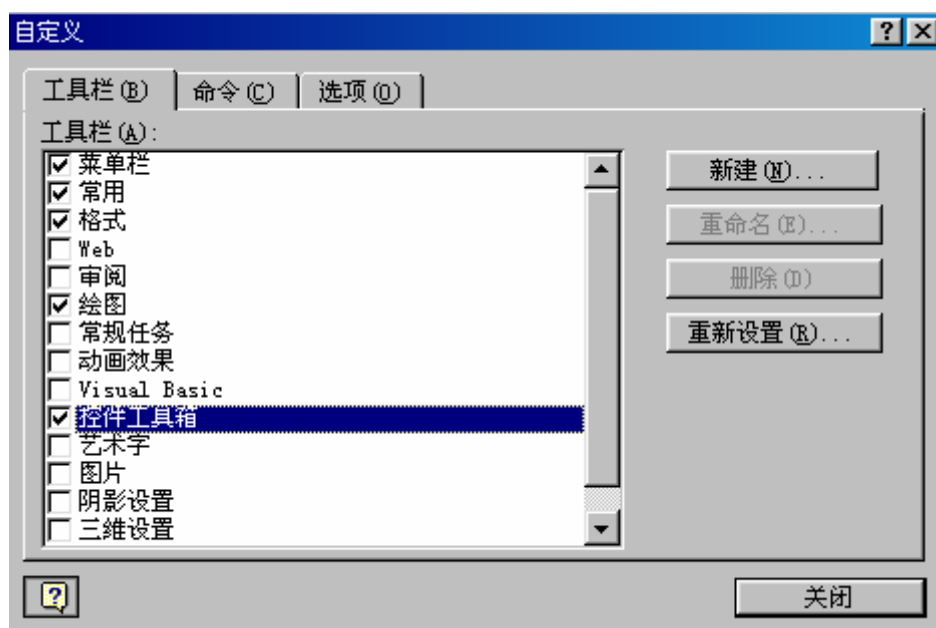 自定义
工具栏(B) 命令(C) 选项(O)
工具栏(A):
菜单栏
常用
格式
Web
审阅
绘图
常规任务
动画效果
Visual Basic
控件工具箱
艺术字
图片
阴影设置
三维设置
新建(N)...
重命名(E)...
删除(D)
重新设置(R)...
关闭